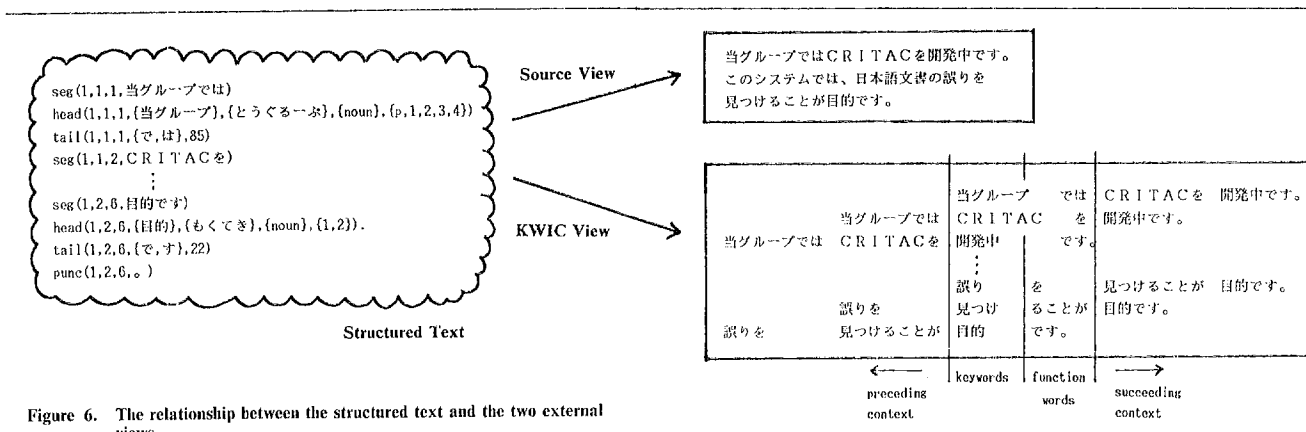 seg(1,1,1,当グループでは)
head(1,1,1,{当グループ},{とうぐるーぷ},{noun},{p,1,2,3,4})
tail(1,1,1,{で,は},85)
seg(1,1,2,CRITACを)
⋮
seg(1,2,6,目的です)
head(1,2,6,{目的},{もくてき},{noun},{1,2}).
tail(1,2,6,{で,す},22)
punc(1,2,6,。)
Structured Text
Source View
KWIC View
当グループではCRITACを開発中です。
このシステムでは、日本語文書の誤りを
見つけることが目的です。
当グループ では CRITACを 開発中です。
当グループでは CRITAC を 開発中です。
当グループでは CRITACを 開発中 です。
⋮
誤り を 見つけることが 目的です。
誤りを 見つけ ることが 目的です。
誤りを 見つけることが 目的 です。
preceding context
keywords
function words
succeeding context
Figure 6. The relationship between the structured text and the two external
views